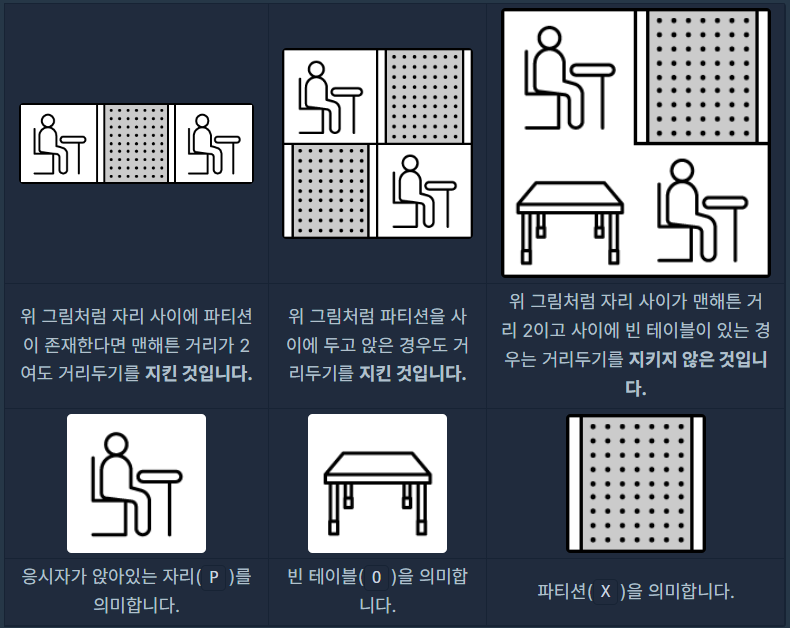 위 그림처럼 자리 사이에 파티션
이 존재한다면 맨해튼 거리가 2
여도 거리두기를 지킨 것입니다.
위 그림처럼 파티션을 사
이에 두고 앉은 경우도 거
리두기를 지킨 것입니다.
위 그림처럼 자리 사이가 맨해튼 거
리 2이고 사이에 빈 테이블이 있는 경
우는 거리두기를 지키지 않은 것입니
다.
응시자가 앉아있는 자리( P )를
의미합니다.
빈 테이블( O )을 의미합
니다.
파티션( X )을 의미합니다.